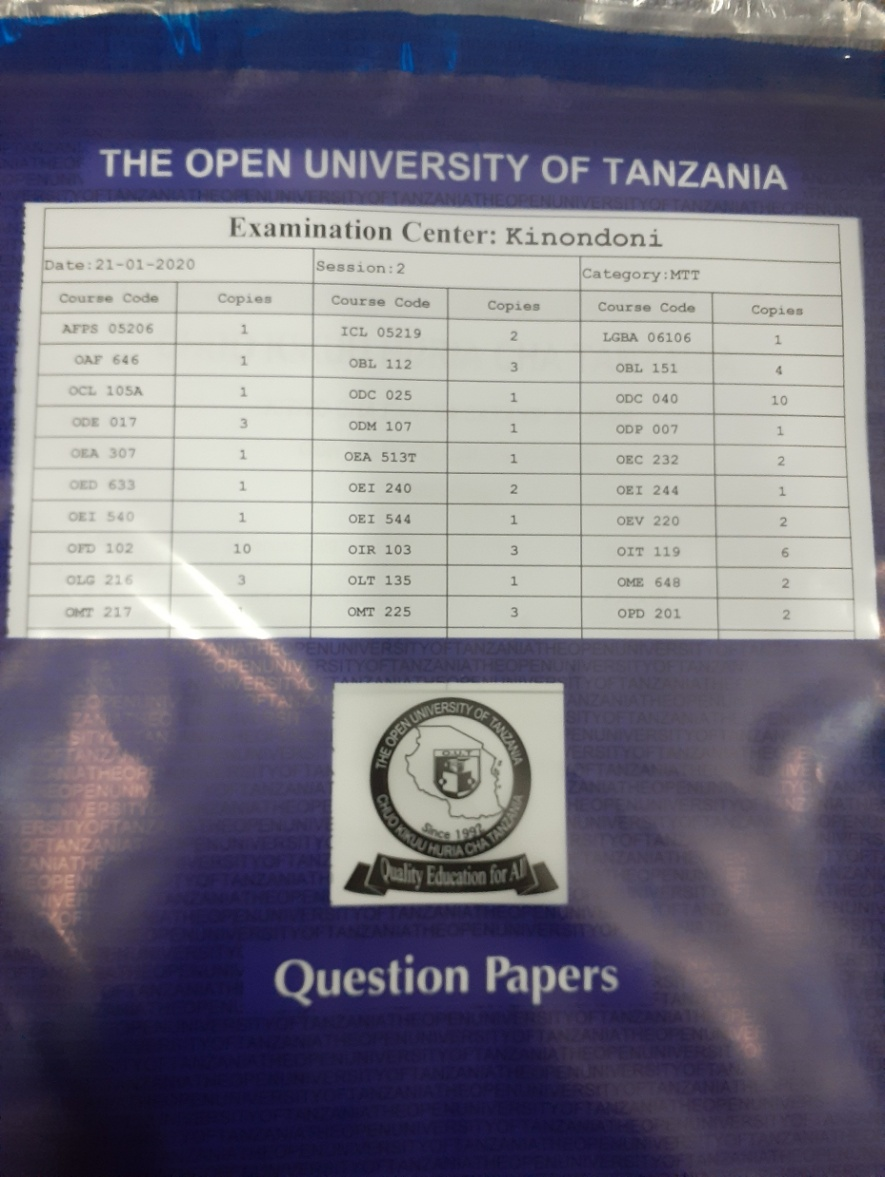 THE OPEN UNIVERSITY OF TANZANIA
Examination Center: Kinondoni
Date:21-01-2020 Session:2 Category:MTT
Course Code Copies Course Code Copies Course Code Copies
AFPS 05206 1 ICL 05219 2 LGBA 06106 1
OAF 646 1 OBL 112 3 OBL 151 4
OCL 105A 1 ODC 025 1 ODC 040 10
ODE 017 3 ODM 107 1 ODP 007 1
OEA 307 1 OEA 513T 1 OEC 232 2
OED 633 1 OEI 240 2 OEI 244 1
OEI 540 1 OEI 544 1 OEV 220 2
OFD 102 10 OIR 103 3 OIT 119 6
OLG 216 3 OLT 135 1 OME 648 2
OMT 217 OMT 225 3 OPD 201 2
THE OPEN UNIVERSITY OF TANZANIA
O.U.T
Since 1992
CHUO KIKUU HURIA CHA TANZANIA
Quality Education for All
Question Papers